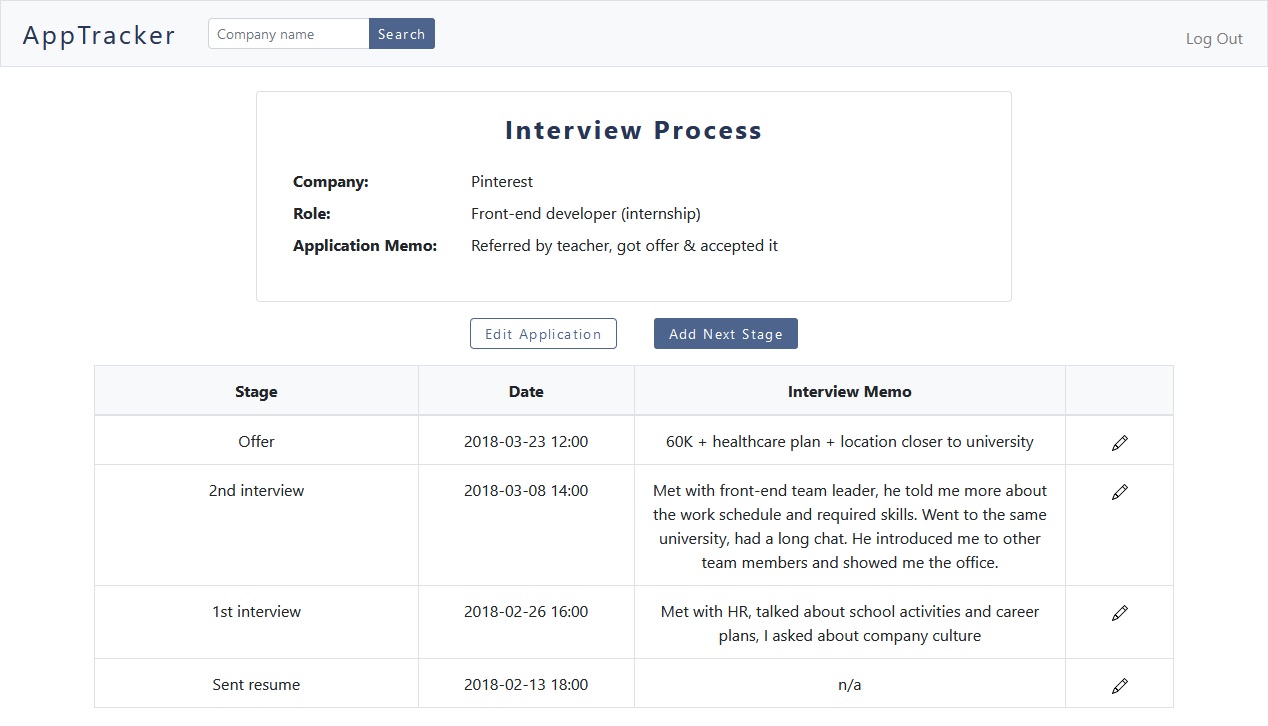 AppTracker
Company name
Search
Log Out
Interview Process
Company: Pinterest
Role: Front-end developer (internship)
Application Memo: Referred by teacher, got offer & accepted it
Edit Application
Add Next Stage
Stage Date Interview Memo
Offer 2018-03-23 12:00 60K + healthcare plan + location closer to university
2nd interview 2018-03-08 14:00 Met with front-end team leader, he told me more about
the work schedule and required skills. Went to the same
university, had a long chat. He introduced me to other
team members and showed me the office.
1st interview 2018-02-26 16:00 Met with HR, talked about school activities and career
plans, I asked about company culture
Sent resume 2018-02-13 18:00 n/a